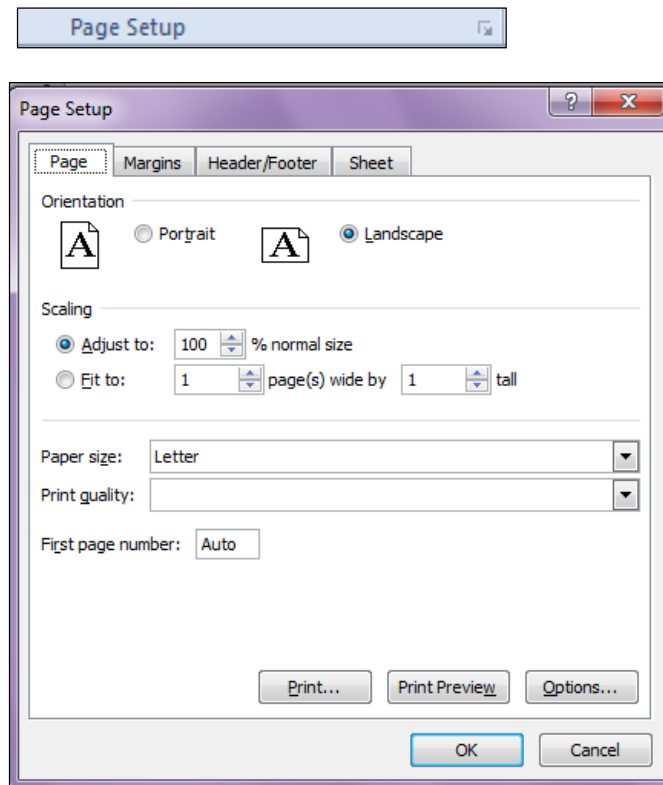 Page Setup
Page Setup
Page Margins Header/Footer Sheet
Orientation
A Portrait A Landscape
Scaling
Adjust to: 100 % normal size
Fit to: 1 page(s) wide by 1 tall
Paper size: Letter
Print quality:
First page number: Auto
Print... Print Preview Options...
OK Cancel